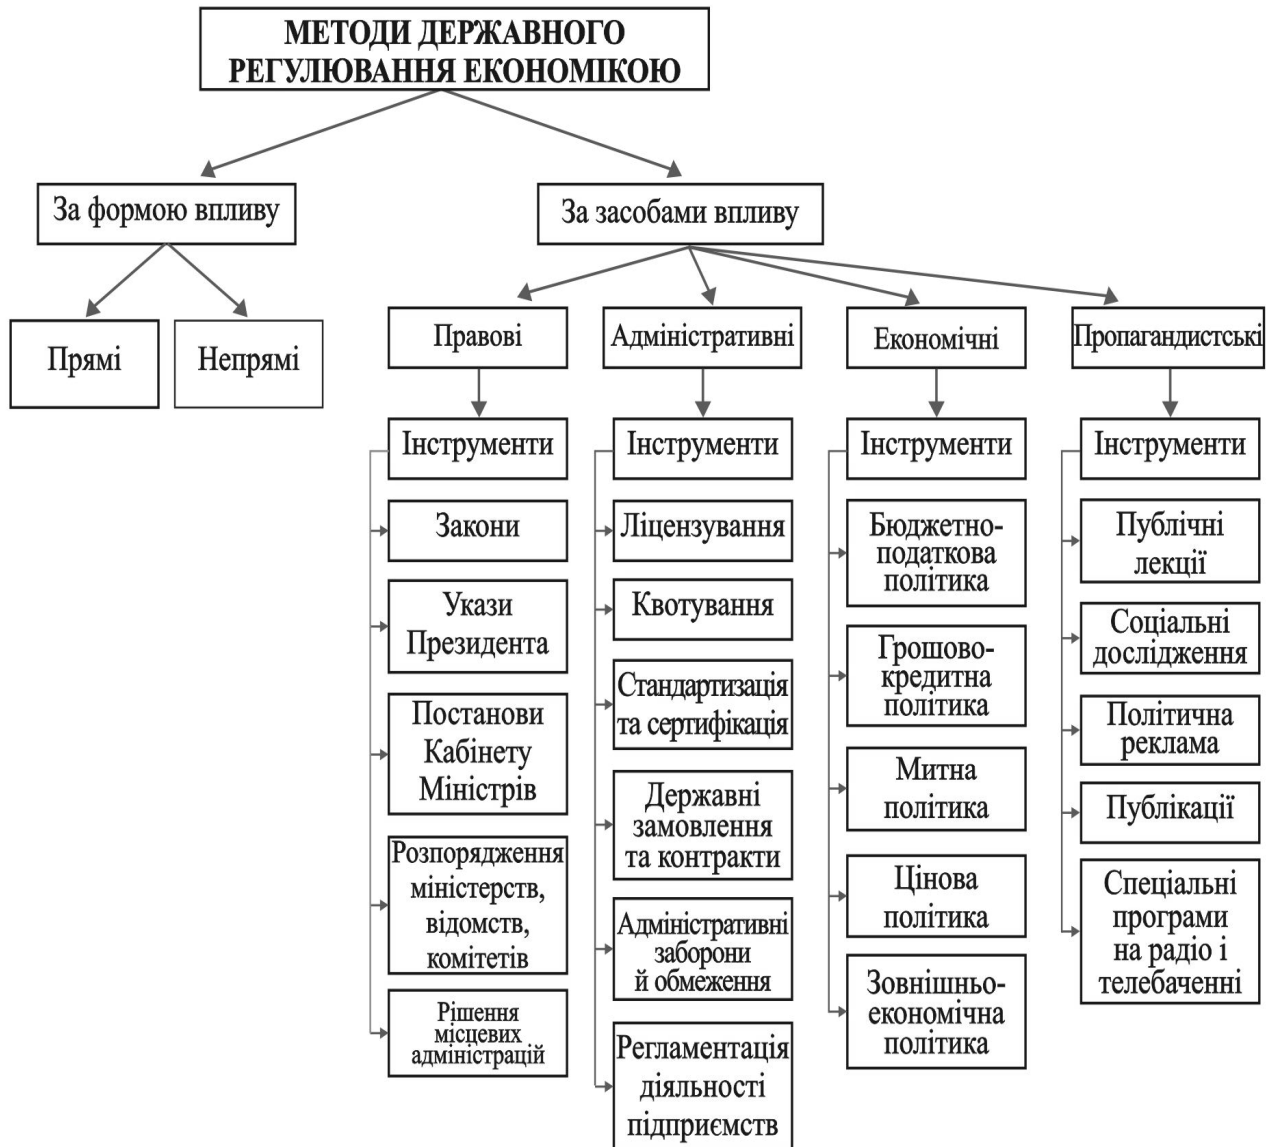 МЕТОДИ ДЕРЖАВНОГО
РЕГУЛЮВАННЯ ЕКОНОМІКОЮ
За формою впливу
За засобами впливу
Прямі
Непрямі
Правові
Адміністративні
Економічні
Пропагандистські
Інструменти
Закони
Укази
Президента
Постанови
Кабінету
Міністрів
Розпорядження
міністерств,
відомств,
комітетів
Рішення
місцевих
адміністрацій
Інструменти
Ліцензування
Квотування
Стандартизація
та сертифікація
Державні
замовлення
та контракти
Адміністративні
заборони
й обмеження
Регламентація
діяльності
підприємств
Інструменти
Бюджетно-
податкова
політика
Грошово-
кредитна
політика
Митна
політика
Цінова
політика
Зовнішньо-
економічна
політика
Інструменти
Публічні
лекції
Соціальні
дослідження
Політична
реклама
Публікації
Спеціальні
програми
на радіо і
телебаченні